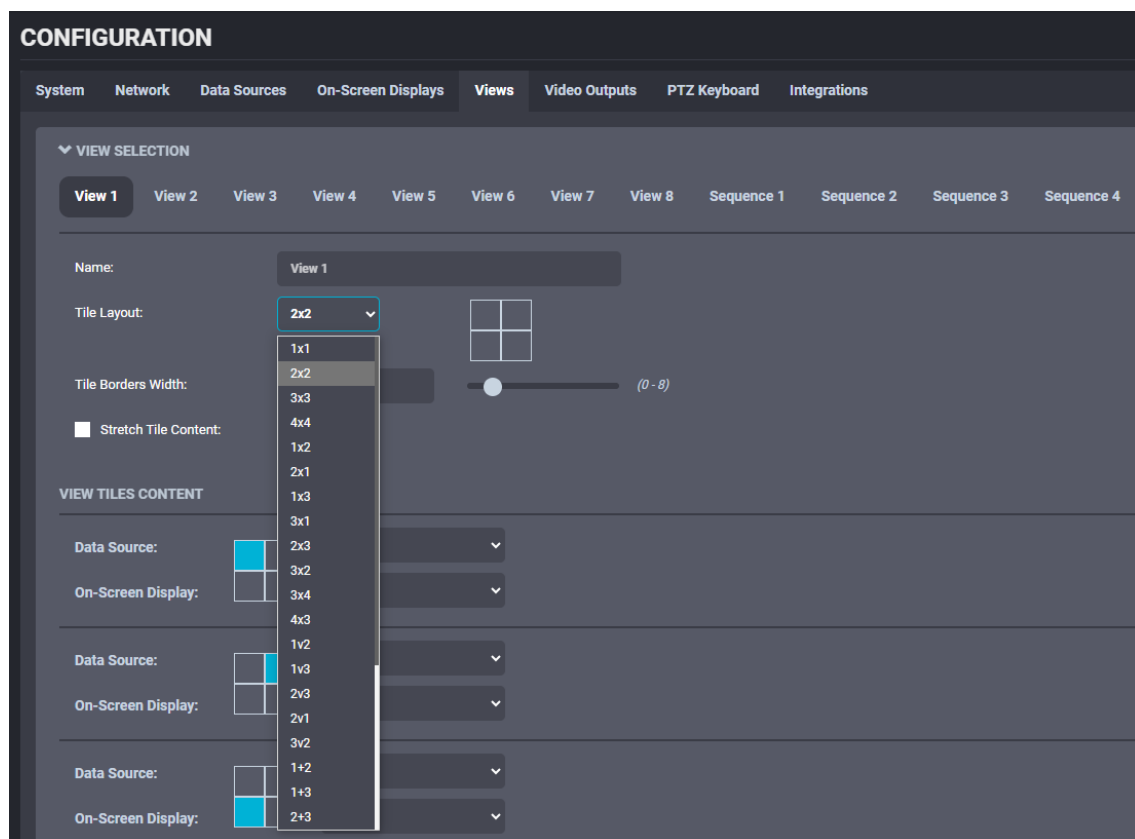 CONFIGURATION
System Network Data Sources On-Screen Displays Views Video Outputs PTZ Keyboard Integrations
VIEW SELECTION
View 1 View 2 View 3 View 4 View 5 View 6 View 7 View 8 Sequence 1 Sequence 2 Sequence 3 Sequence 4
Name: View 1
Tile Layout: 2x2
1x1
2x2
Tile Borders Width: (0 - 8)
3x3
4x4
Stretch Tile Content:
1x2
2x1
VIEW TILES CONTENT
1x3
3x1
Data Source: 2x3
3x2
On-Screen Display: 3x4
4x3
1v2
Data Source:
1v3
2v3
On-Screen Display:
2v1
3v2
Data Source: 1+2
1+3
On-Screen Display: 2+3